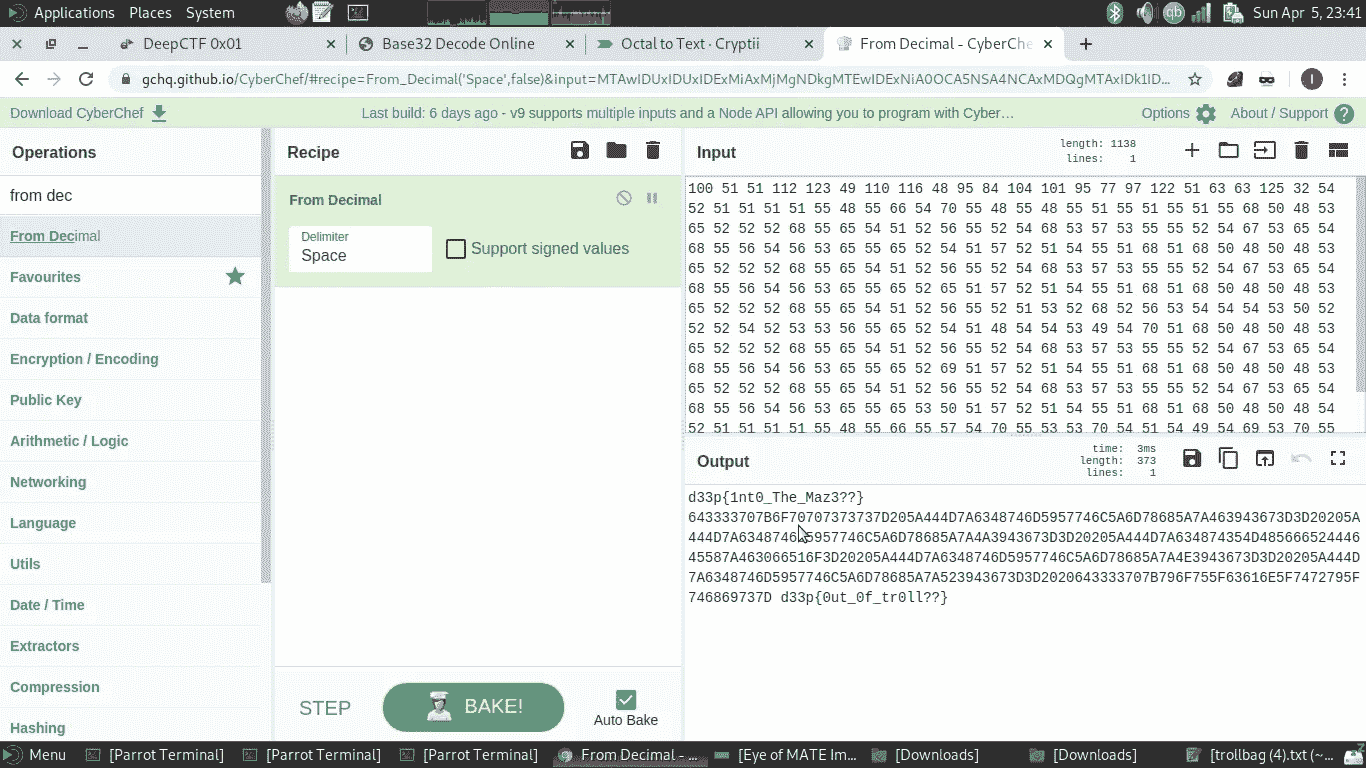 Applications Places System
qb
Sun Apr 5, 23:41
DeepCTF 0x01
Base32 Decode Online
Octal to Text · Cryptii
From Decimal - CyberChe
gchq.github.io/CyberChef/#recipe=From_Decimal('Space',false)&input=MTAwIDUxIDUxIDExMiAxMjMgNDkgMTEwIDExNiA0OCA5NSA4NCAxMDQgMTAxIDk1ID...
I
Download CyberChef
Last build: 6 days ago - v9 supports multiple inputs and a Node API allowing you to program with Cyber…
Options
About / Support
Operations
Recipe
Input
length: 1138
lines: 1
from dec
From Decimal
Favourites
Data format
Encryption / Encoding
Public Key
Arithmetic / Logic
Networking
Language
Utils
Date / Time
Extractors
Compression
Hashing
From Decimal
Delimiter
Space
Support signed values
100 51 51 112 123 49 110 116 48 95 84 104 101 95 77 97 122 51 63 63 125 32 54
52 51 51 51 51 55 48 55 66 54 70 55 48 55 48 55 51 55 51 55 51 55 68 50 48 53
65 52 52 52 68 55 65 54 51 52 56 55 52 54 68 53 57 53 55 55 52 54 67 53 65 54
68 55 56 54 56 53 65 55 65 52 54 51 57 52 51 54 55 51 68 51 68 50 48 50 48 53
65 52 52 52 68 55 65 54 51 52 56 55 52 54 68 53 57 53 55 55 52 54 67 53 65 54
68 55 56 54 56 53 65 55 65 52 65 51 57 52 51 54 55 51 68 51 68 50 48 50 48 53
65 52 52 52 68 55 65 54 51 52 56 55 52 51 53 52 68 52 56 53 54 54 54 53 50 52
52 52 54 52 53 53 56 55 65 52 54 51 48 54 54 53 49 54 70 51 68 50 48 50 48 53
65 52 52 52 68 55 65 54 51 52 56 55 52 54 68 53 57 53 55 55 52 54 67 53 65 54
68 55 56 54 56 53 65 55 65 52 69 51 57 52 51 54 55 51 68 51 68 50 48 50 48 53
65 52 52 52 68 55 65 54 51 52 56 55 52 54 68 53 57 53 55 55 52 54 67 53 65 54
68 55 56 54 56 53 65 55 65 53 50 51 57 52 51 54 55 51 68 51 68 50 48 50 48 54
52 51 51 51 51 55 48 55 66 55 57 54 70 55 53 53 70 54 51 54 49 54 69 53 70 55
Output
time: 3ms
length: 373
lines: 1
d33p{1nt0_The_Maz3??}
643333707B6F70707373737D205A444D7A6348746D5957746C5A6D78685A7A463943673D3D20205A
444D7A6348746D5957746C5A6D78685A7A4A3943673D3D20205A444D7A634874354D485666524446
45587A463066516F3D20205A444D7A6348746D5957746C5A6D78685A7A4E3943673D3D20205A444D
7A6348746D5957746C5A6D78685A7A523943673D3D2020643333707B796F755F63616E5F7472795F
746869737D d33p{0ut_0f_tr0ll??}
STEP
BAKE!
Auto Bake
Menu
[Parrot Terminal]
[Parrot Terminal]
[Parrot Terminal]
From Decimal - ...
[Eye of MATE Im...
[Downloads]
[Downloads]
[trollbag (4).txt (~...